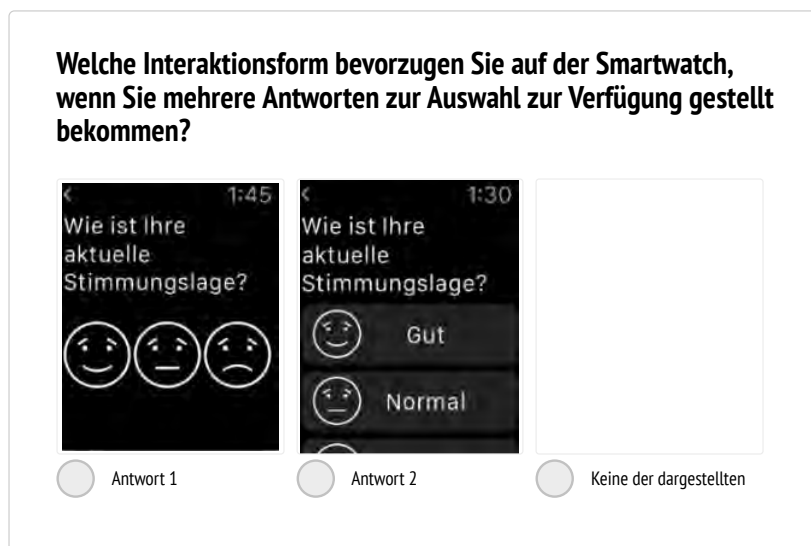 Welche Interaktionsform bevorzugen Sie auf der Smartwatch,
wenn Sie mehrere Antworten zur Auswahl zur Verfügung gestellt
bekommen?
< 1:45
Wie ist Ihre
aktuelle
Stimmungslage?
< 1:30
Wie ist Ihre
aktuelle
Stimmungslage?
Gut
Normal
Antwort 1
Antwort 2
Keine der dargestellten